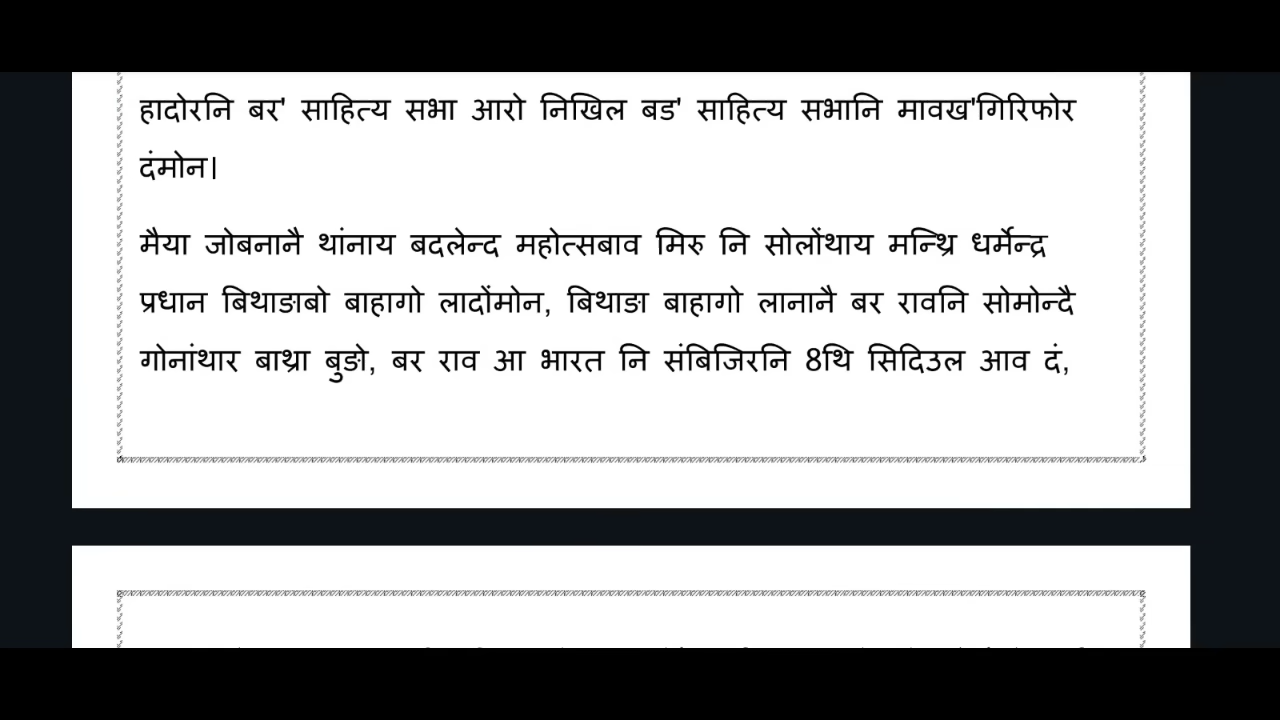 हादोरनि बर' साहित्य सभा आरो निखिल बड' साहित्य सभानि मावख'गिरिफोर
दंमोन।
मैया जोबनानै थांनाय बदलेन्द महोत्सबाव मिरु नि सोलोंथाय मन्थ्रि धर्मेन्द्र
प्रधान बिथाङाबो बाहागो लादोंमोन, बिथाङा बाहागो लानानै बर रावनि सोमोन्दै
गोनांथार बाथ्रा बुङो, बर राव आ भारत नि संबिजिरनि 8थि सिदिउल आव दं,